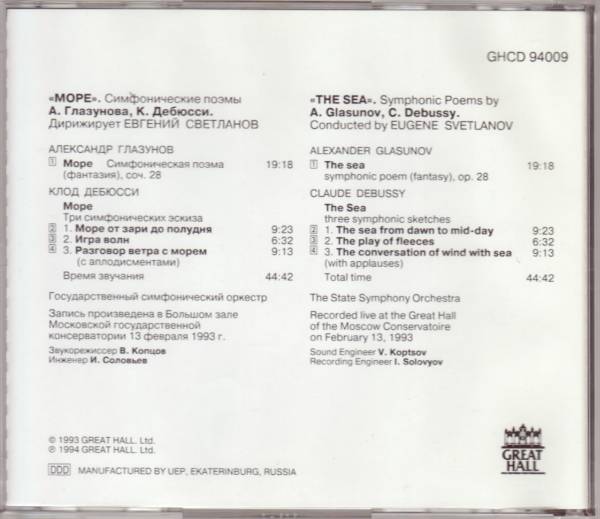 GHCD 94009
«МОРЕ». Симфонические поэмы
А. Глазунова, К. Дебюсси.
Дирижирует ЕВГЕНИЙ СВЕТЛАНОВ
АЛЕКСАНДР ГЛАЗУНОВ
1 Море Симфоническая поэма 19:18
(фантазия), соч. 28
КЛОД ДЕБЮССИ
Море
Три симфонических эскиза
2 1. Море от зари до полудня 9:23
3 2. Игра волн 6:32
4 3. Разговор ветра с морем 9:13
(с аплодисментами)
Время звучания 44:42
Государственный симфонический оркестр
Запись произведена в Большом зале
Московской государственной
консерватории 13 февраля 1993 г.
Звукорежиссер В. Копцов
Инженер И. Соловьев
«THE SEA». Symphonic Poems by
A. Glasunov, C. Debussy.
Conducted by EUGENE SVETLANOV
ALEXANDER GLASUNOV
1 The sea 19:18
symphonic poem (fantasy), op. 28
CLAUDE DEBUSSY
The Sea
three symphonic sketches
2 1. The sea from dawn to mid-day 9:23
3 2. The play of fleeces 6:32
4 3. The conversation of wind with sea 9:13
(with applauses)
Total time 44:42
The State Symphony Orchestra
Recorded live at the Great Hall
of the Moscow Conservatoire
on February 13, 1993
Sound Engineer V. Koptsov
Recording Engineer I. Solovyov
© 1993 GREAT HALL. Ltd.
℗ 1994 GREAT HALL. Ltd.
DDD MANUFACTURED BY UEP, EKATERINBURG, RUSSIA
GREAT
HALL